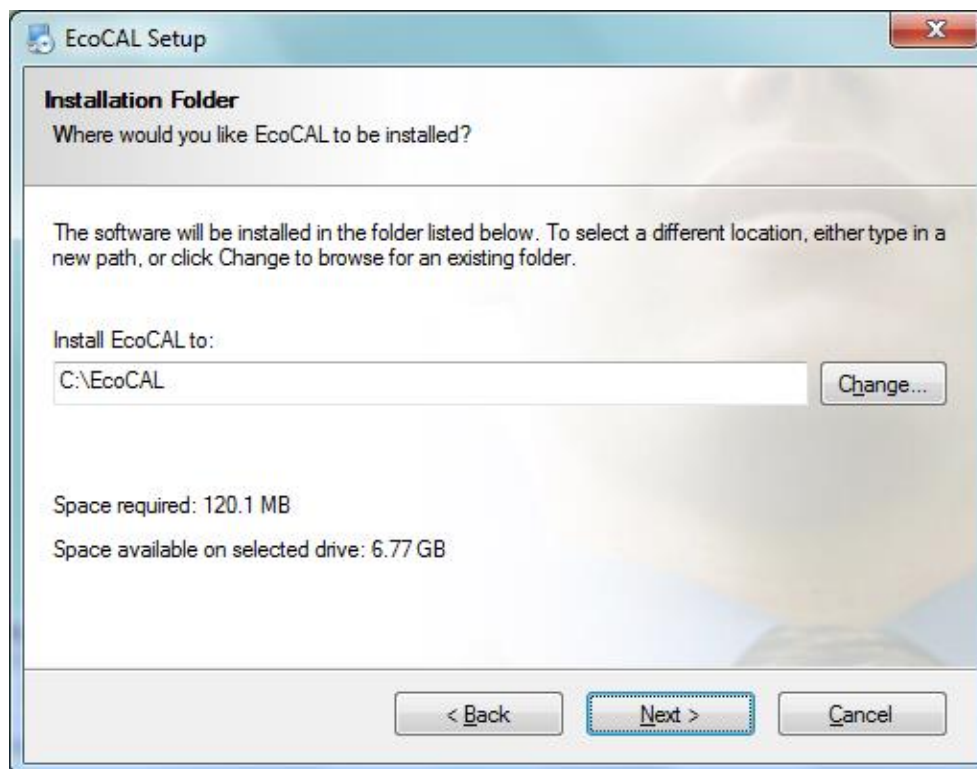 EcoCAL Setup
Installation Folder
Where would you like EcoCAL to be installed?
The software will be installed in the folder listed below. To select a different location, either type in a
new path, or click Change to browse for an existing folder.
Install EcoCAL to:
C:\EcoCAL
Change...
Space required: 120.1 MB
Space available on selected drive: 6.77 GB
< Back
Next >
Cancel